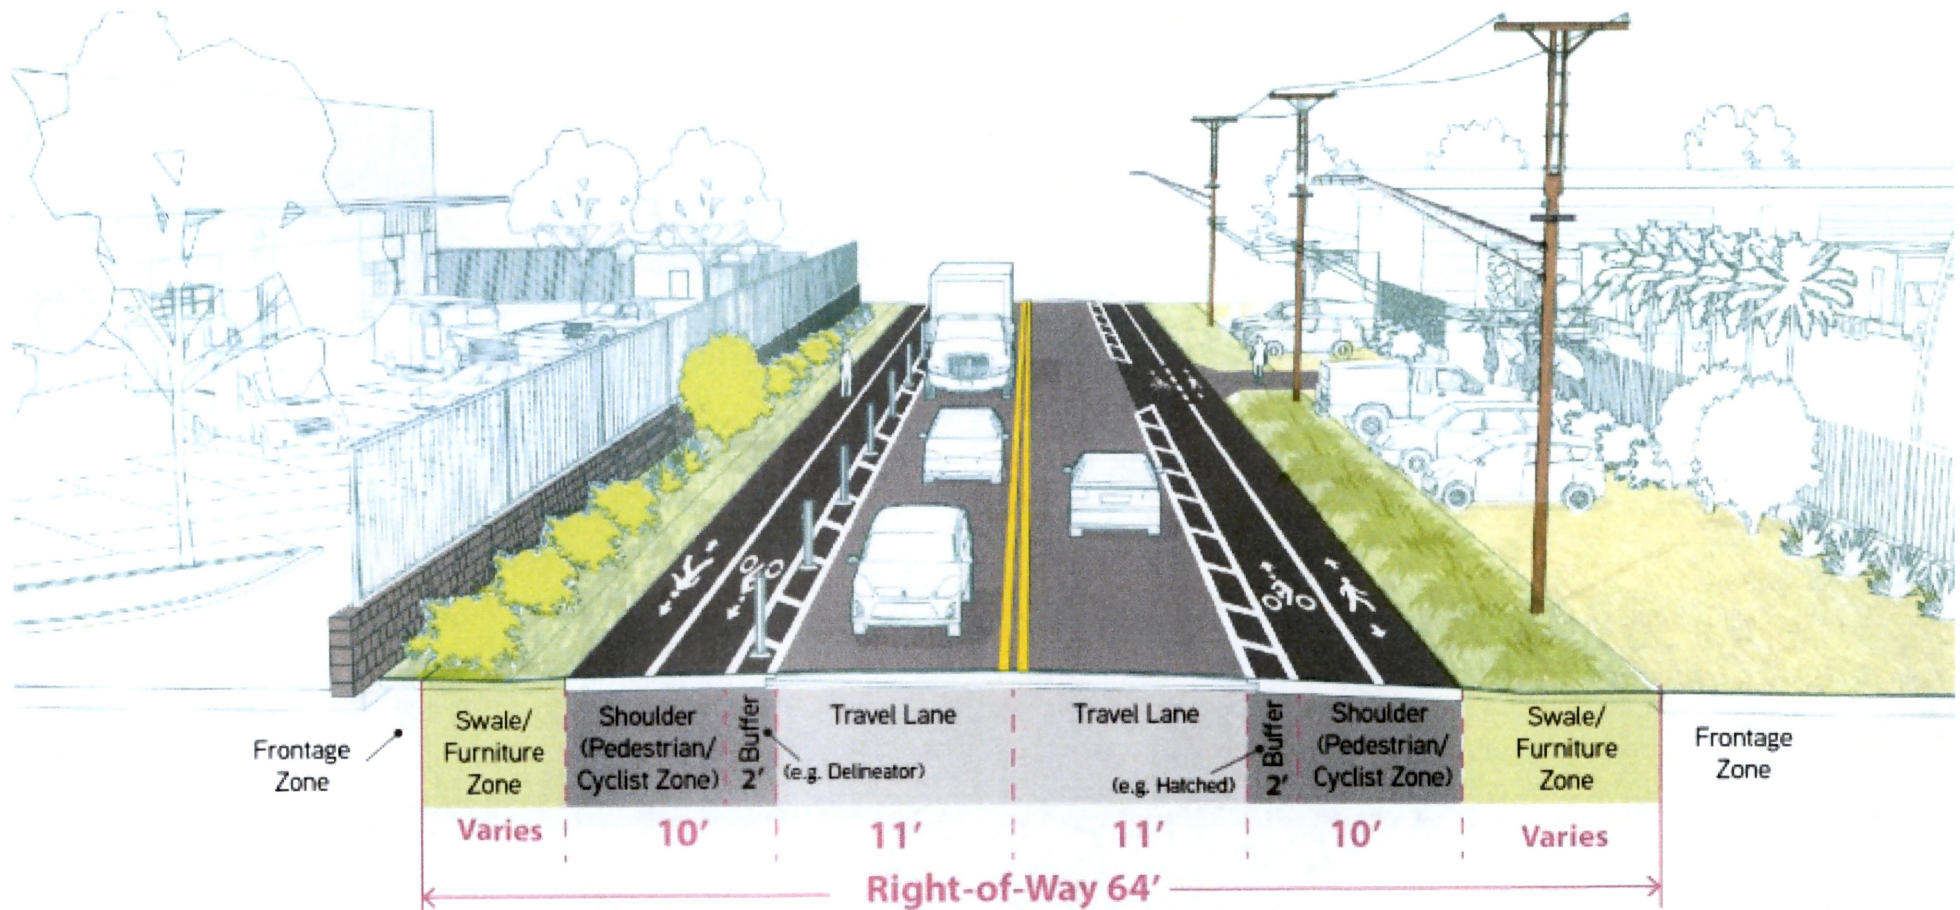 Frontage
Zone
Swale/
Furniture
Zone
Shoulder
(Pedestrian/
Cyclist Zone)
Buffer
2'
(e.g. Delineator)
Travel Lane
Travel Lane
(e.g. Hatched)
Buffer
2'
Shoulder
(Pedestrian/
Cyclist Zone)
Swale/
Furniture
Zone
Frontage
Zone
Varies
10'
11'
11'
10'
Varies
Right-of-Way 64'